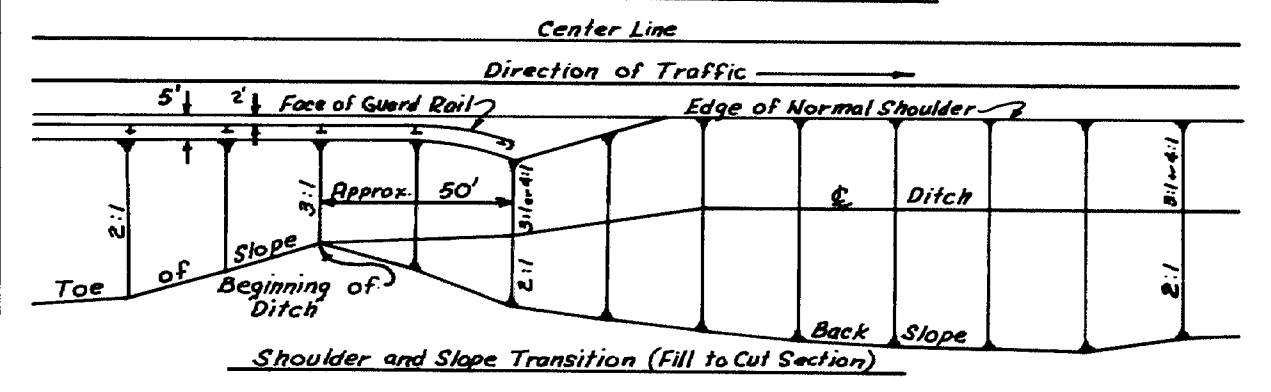 Center Line
Direction of Traffic
5' 2' Face of Guard Rail
Edge of Normal Shoulder
2:1
3:1
Approx. 50'
3:1 or 4:1
℄ Ditch
3:1 or 4:1
Toe of Slope
Beginning of Ditch
2:1
2:1
Back Slope
Shoulder and Slope Transition (Fill to Cut Section)